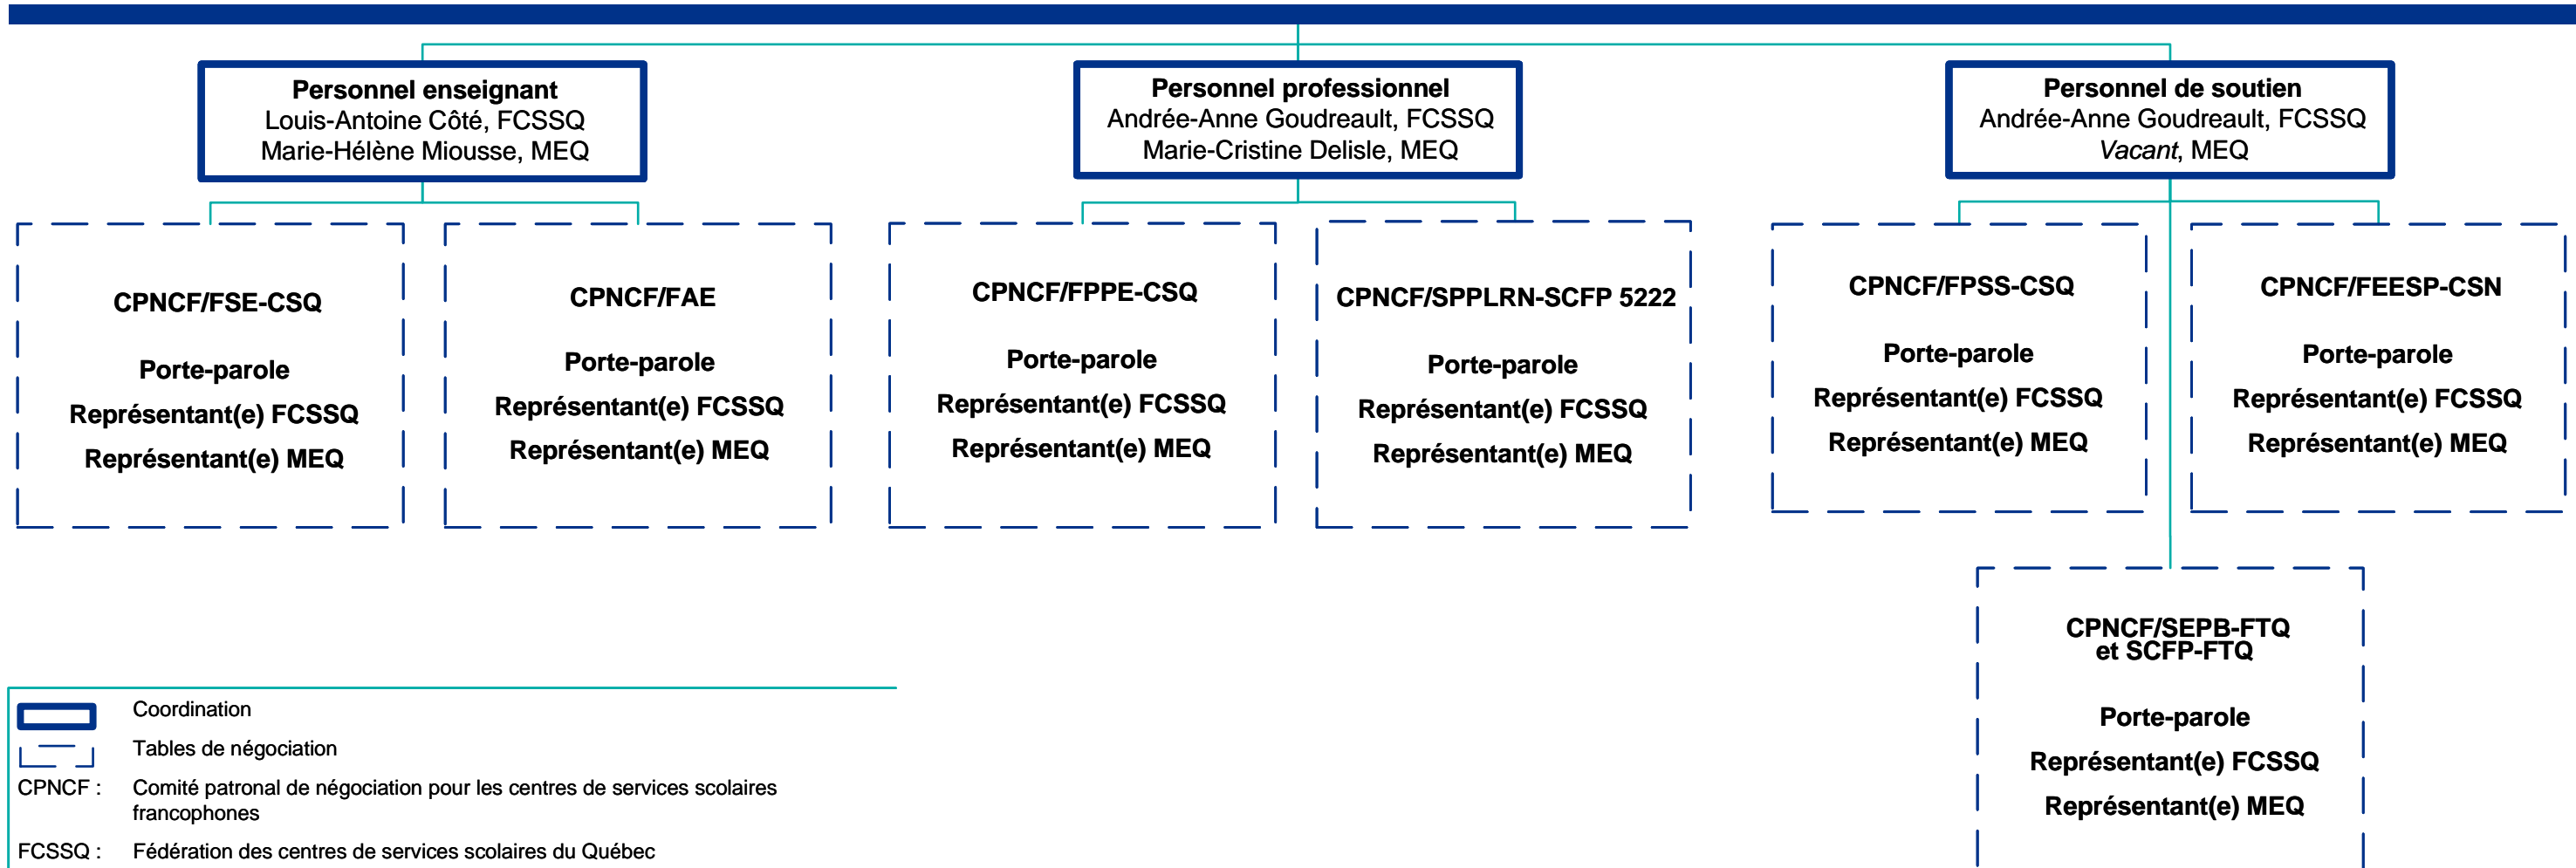 Personnel enseignant
Louis-Antoine Côté, FCSSQ
Marie-Hélène Miousse, MEQ
Personnel professionnel
Andrée-Anne Goudreault, FCSSQ
Marie-Cristine Delisle, MEQ
Personnel de soutien
Andrée-Anne Goudreault, FCSSQ
Vacant, MEQ
CPNCF/FSE-CSQ
Porte-parole
Représentant(e) FCSSQ
Représentant(e) MEQ
CPNCF/FAE
Porte-parole
Représentant(e) FCSSQ
Représentant(e) MEQ
CPNCF/FPPE-CSQ
Porte-parole
Représentant(e) FCSSQ
Représentant(e) MEQ
CPNCF/SPPLRN-SCFP 5222
Porte-parole
Représentant(e) FCSSQ
Représentant(e) MEQ
CPNCF/FPSS-CSQ
Porte-parole
Représentant(e) FCSSQ
Représentant(e) MEQ
CPNCF/FEESP-CSN
Porte-parole
Représentant(e) FCSSQ
Représentant(e) MEQ
CPNCF/SEPB-FTQ
et SCFP-FTQ
Porte-parole
Représentant(e) FCSSQ
Représentant(e) MEQ
Coordination
Tables de négociation
CPNCF : Comité patronal de négociation pour les centres de services scolaires
francophones
FCSSQ : Fédération des centres de services scolaires du Québec